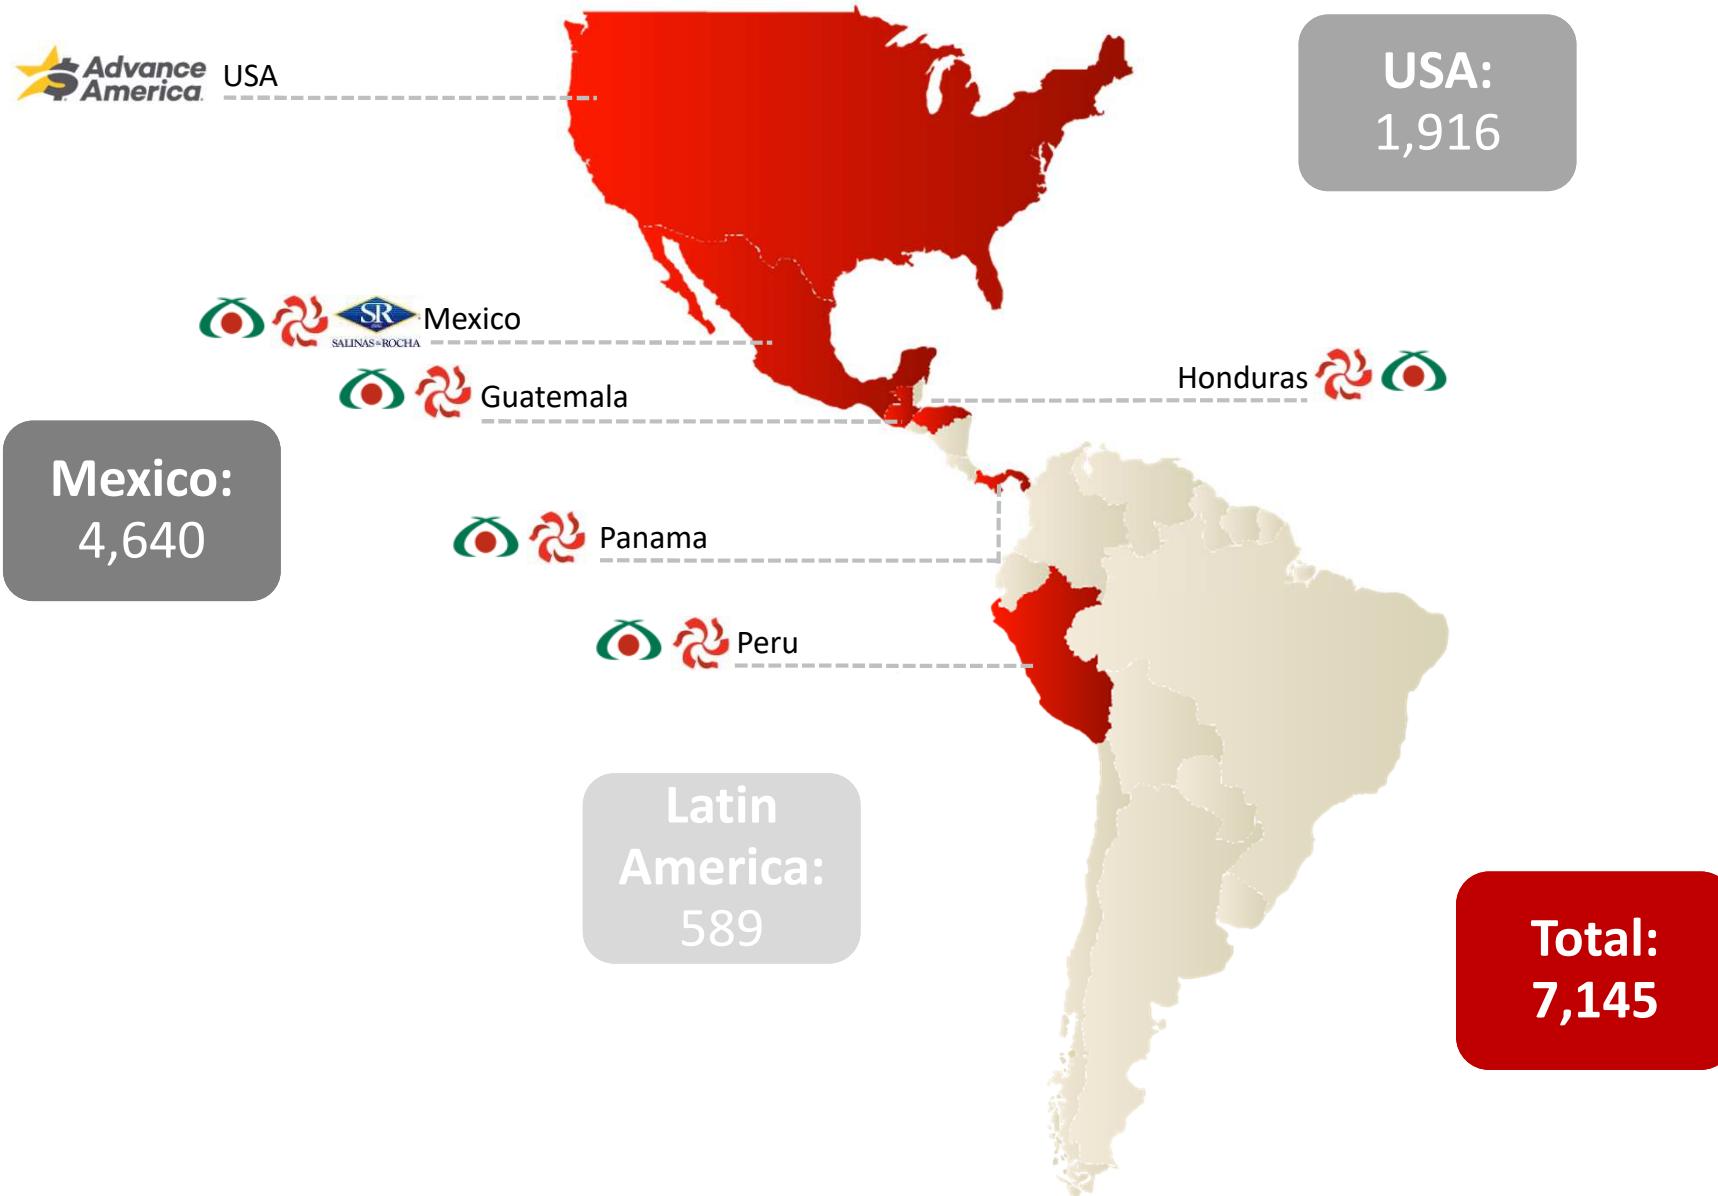 Advance
America
USA
USA:
1,916
SR
SALINAS & ROCHA
Mexico
Guatemala
Honduras
Mexico:
4,640
Panama
Peru
Latin
America:
589
Total:
7,145